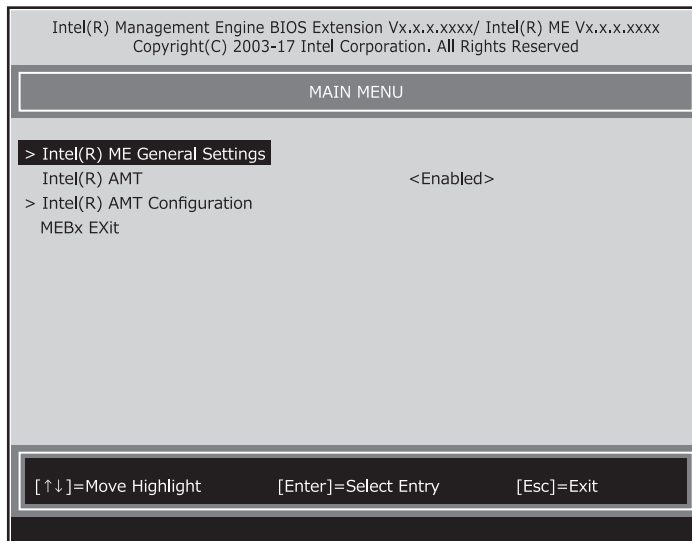 Intel(R) Management Engine BIOS Extension Vx.x.x.xxxx/ Intel(R) ME Vx.x.x.xxxx
Copyright(C) 2003-17 Intel Corporation. All Rights Reserved
MAIN MENU
> Intel(R) ME General Settings
Intel(R) AMT <Enabled>
> Intel(R) AMT Configuration
MEBx EXit
[↑↓]=Move Highlight [Enter]=Select Entry [Esc]=Exit